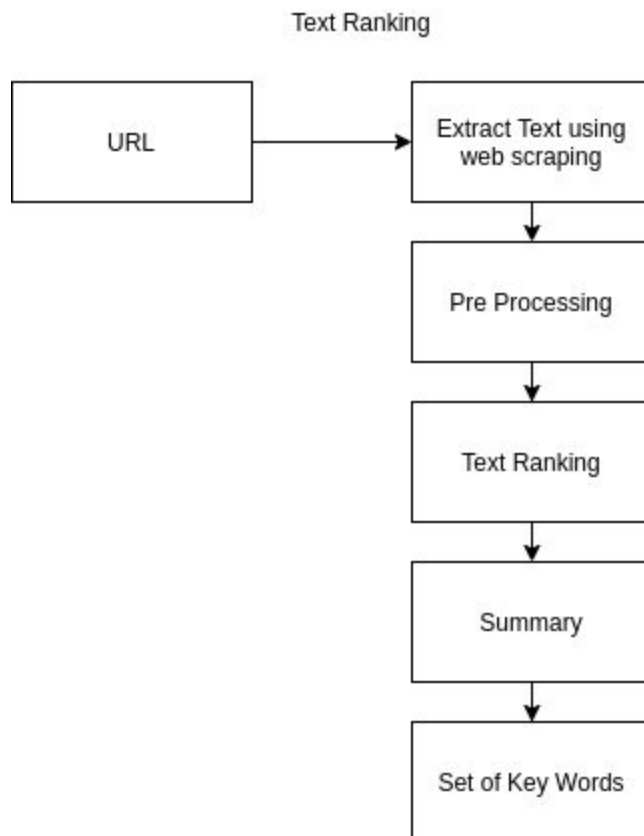 Text Ranking
URL
Extract Text using
web scraping
Pre Processing
Text Ranking
Summary
Set of Key Words